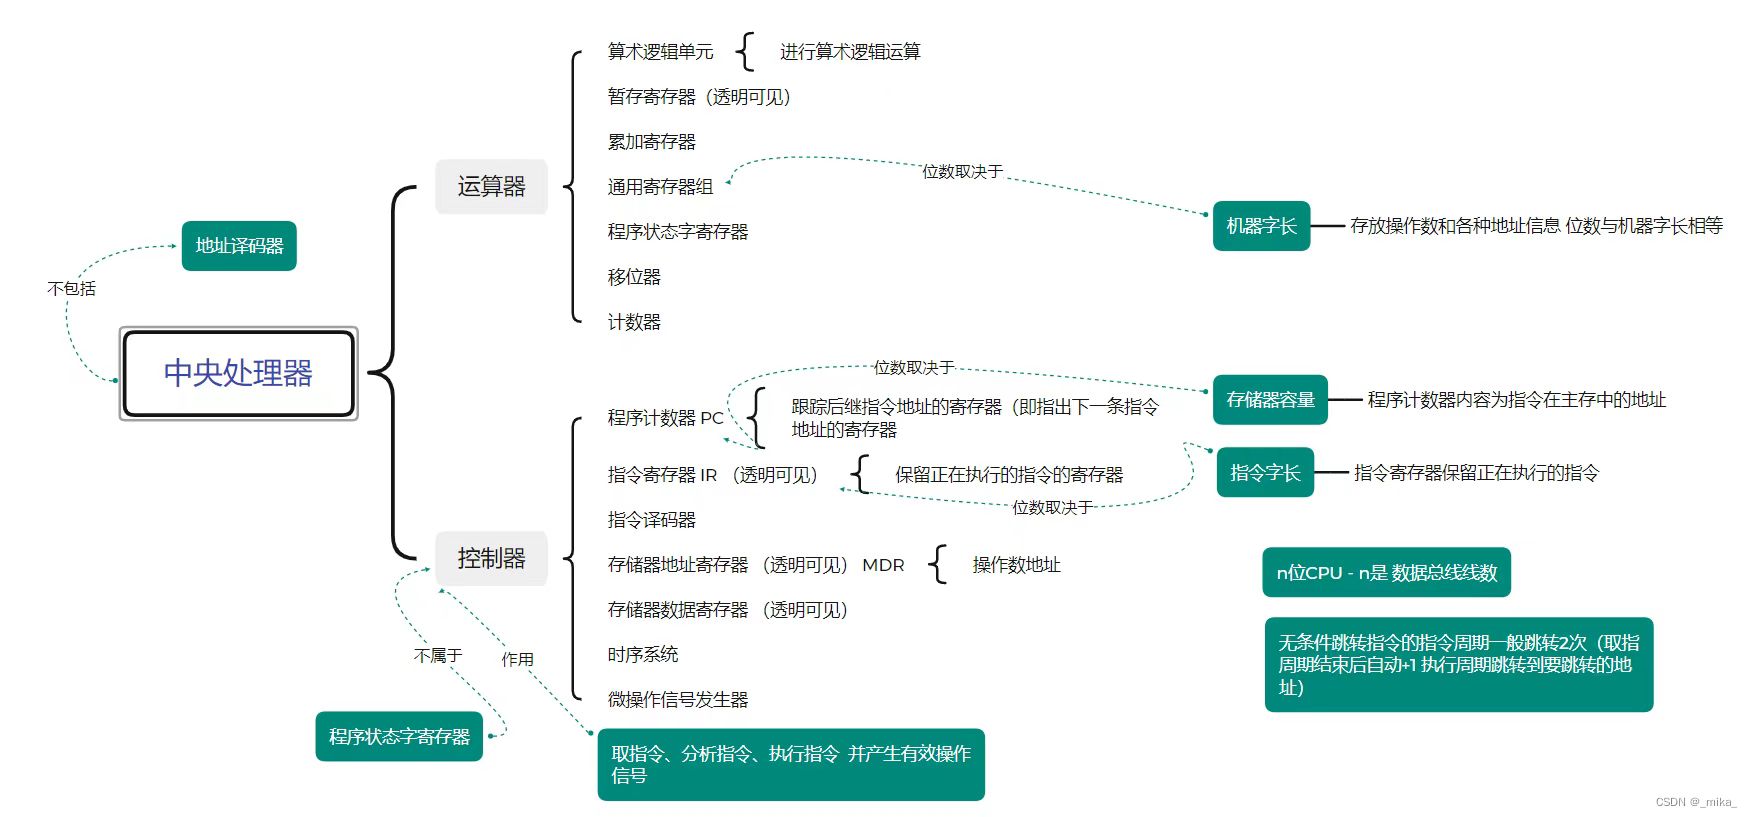 算术逻辑单元
进行算术逻辑运算
暂存寄存器（透明可见）
累加寄存器
位数取决于
运算器
通用寄存器组
机器字长
存放操作数和各种地址信息 位数与机器字长相等
程序状态字寄存器
地址译码器
移位器
不包括
计数器
中央处理器
位数取决于
程序计数器 PC
跟踪后继指令地址的寄存器（即指出下一条指令
地址的寄存器
存储器容量
程序计数器内容为指令在主存中的地址
指令寄存器 IR （透明可见）
保留正在执行的指令的寄存器
指令字长
指令寄存器保留正在执行的指令
位数取决于
指令译码器
控制器
存储器地址寄存器 （透明可见） MDR
操作数地址
n位CPU - n是 数据总线线数
存储器数据寄存器 （透明可见）
不属于
作用
时序系统
无条件跳转指令的指令周期一般跳转2次（取指
周期结束后自动+1 执行周期跳转到要跳转的地
址）
微操作信号发生器
程序状态字寄存器
取指令、分析指令、执行指令 并产生有效操作
信号
CSDN @_mika_